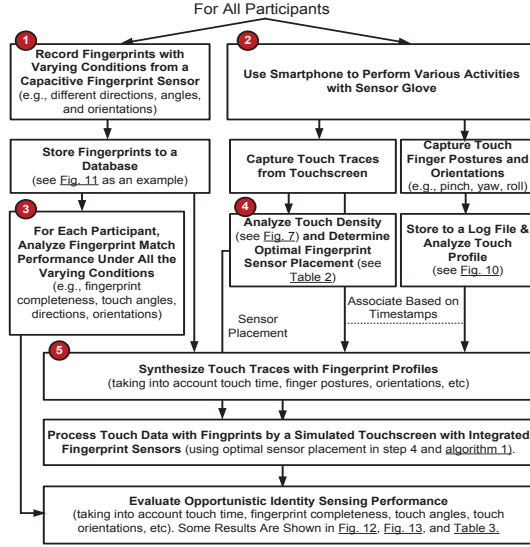 For All Participants
1
Record Fingerprints with
Varying Conditions from a
Capacitive Fingerprint Sensor
(e.g., different directions, angles,
and orientations)
2
Use Smartphone to Perform Various Activities
with Sensor Glove
Store Fingerprints to a
Database
(see Fig. 11 as an example)
Capture Touch Traces
from Touchscreen
Capture Touch
Finger Postures and
Orientations
(e.g., pinch, yaw, roll)
3
For Each Participant,
Analyze Fingerprint Match
Performance Under All the
Varying Conditions
(e.g., fingerprint
completeness, touch angles,
directions, orientations)
4
Analyze Touch Density
(see Fig. 7) and Determine
Optimal Fingerprint
Sensor Placement (see
Table 2)
Store to a Log File &
Analyze Touch
Profile
(see Fig. 10)
Sensor
Placement
Associate Based on
Timestamps
5
Synthesize Touch Traces with Fingerprint Profiles
(taking into account touch time, finger postures, orientations, etc)
Process Touch Data with Fingprints by a Simulated Touchscreen with Integrated
Fingerprint Sensors (using optimal sensor placement in step 4 and algorithm 1).
Evaluate Opportunistic Identity Sensing Performance
(taking into account touch time, fingerprint completeness, touch angles, touch
orientations, etc). Some Results Are Shown in Fig. 12, Fig. 13, and Table 3.